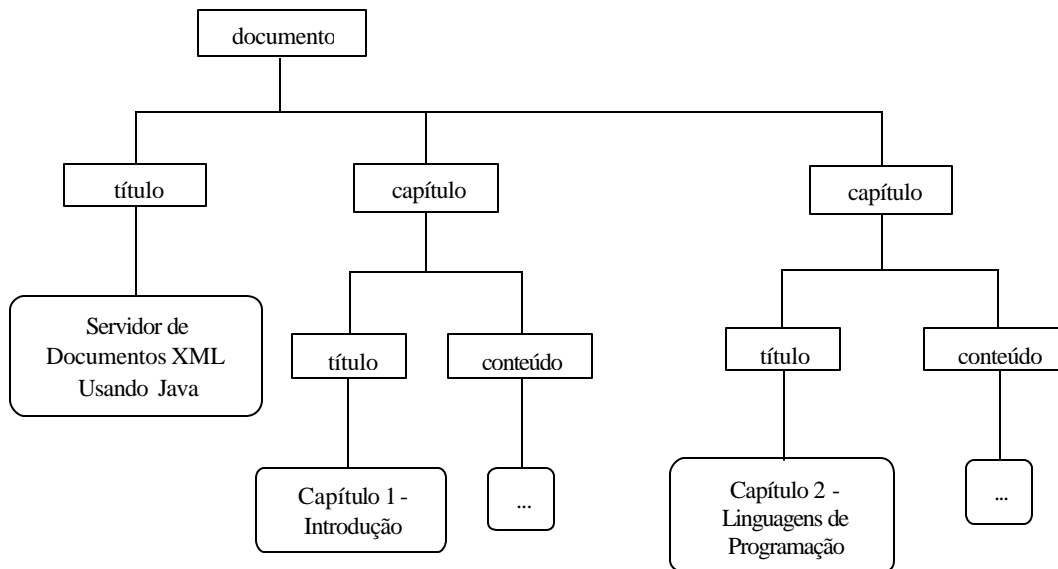 documento
título
capítulo
capítulo
Servidor de
Documentos XML
Usando Java
título
conteúdo
título
conteúdo
Capítulo 1 -
Introdução
...
Capítulo 2 -
Linguagens de
Programação
...